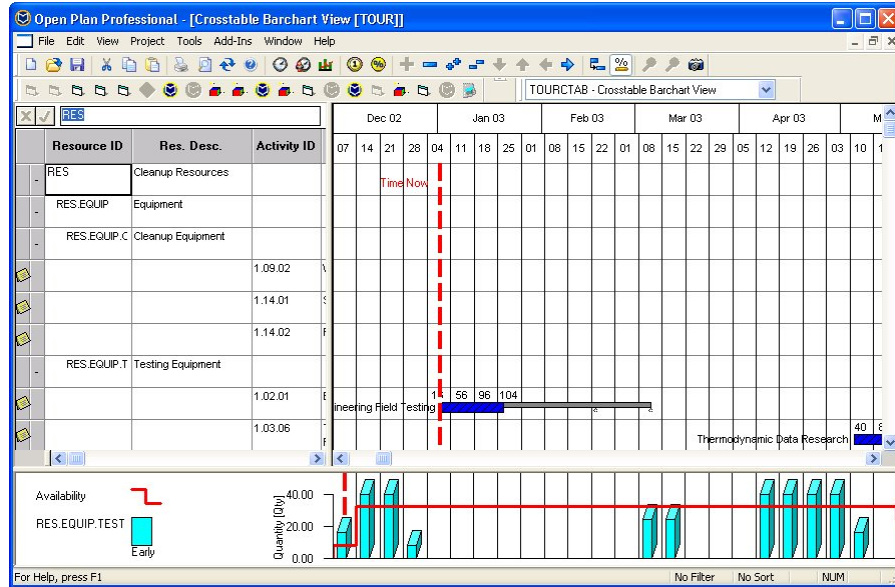 Open Plan Professional - [Crosstable Barchart View [TOUR]]
File Edit View Project Tools Add-Ins Window Help
TOURCTAB - Crosstable Barchart View
RES
Dec 02 Jan 03 Feb 03 Mar 03 Apr 03 M
Resource ID Res. Desc. Activity ID 07 14 21 28 04 11 18 25 01 08 15 22 01 08 15 22 29 05 12 19 26 03 10 1
- RES Cleanup Resources
Time Now
- RES.EQUIP Equipment
- RES.EQUIP.C Cleanup Equipment
1.09.02
1.14.01
1.14.02
- RES.EQUIP.T Testing Equipment
1.02.01 56 96 104
ineering Field Testing
1.03.06 40 8
Thermodynamic Data Research
Availability
RES.EQUIP.TEST
Early
Quantity [Qty]
40.00
20.00
0.00
For Help, press F1 No Filter No Sort NUM